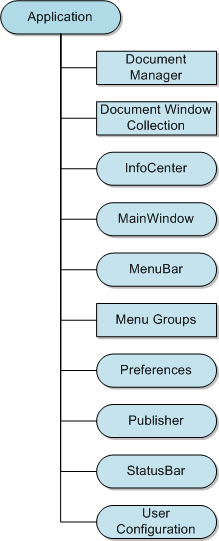 Application
Document
Manager
Document Window
Collection
InfoCenter
MainWindow
MenuBar
Menu Groups
Preferences
Publisher
StatusBar
User
Configuration